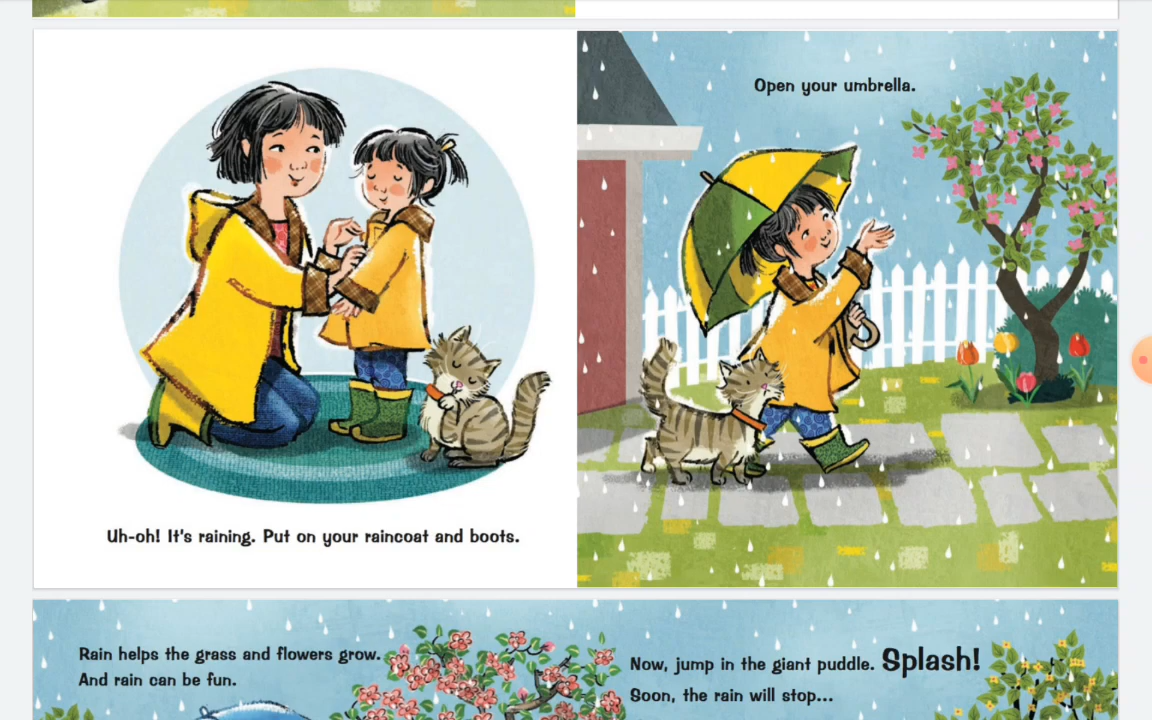 Open your umbrella.
Uh-oh! It's raining. Put on your raincoat and boots.
Rain helps the grass and flowers grow.
And rain can be fun.
Now, jump in the giant puddle. Splash!
Soon, the rain will stop...